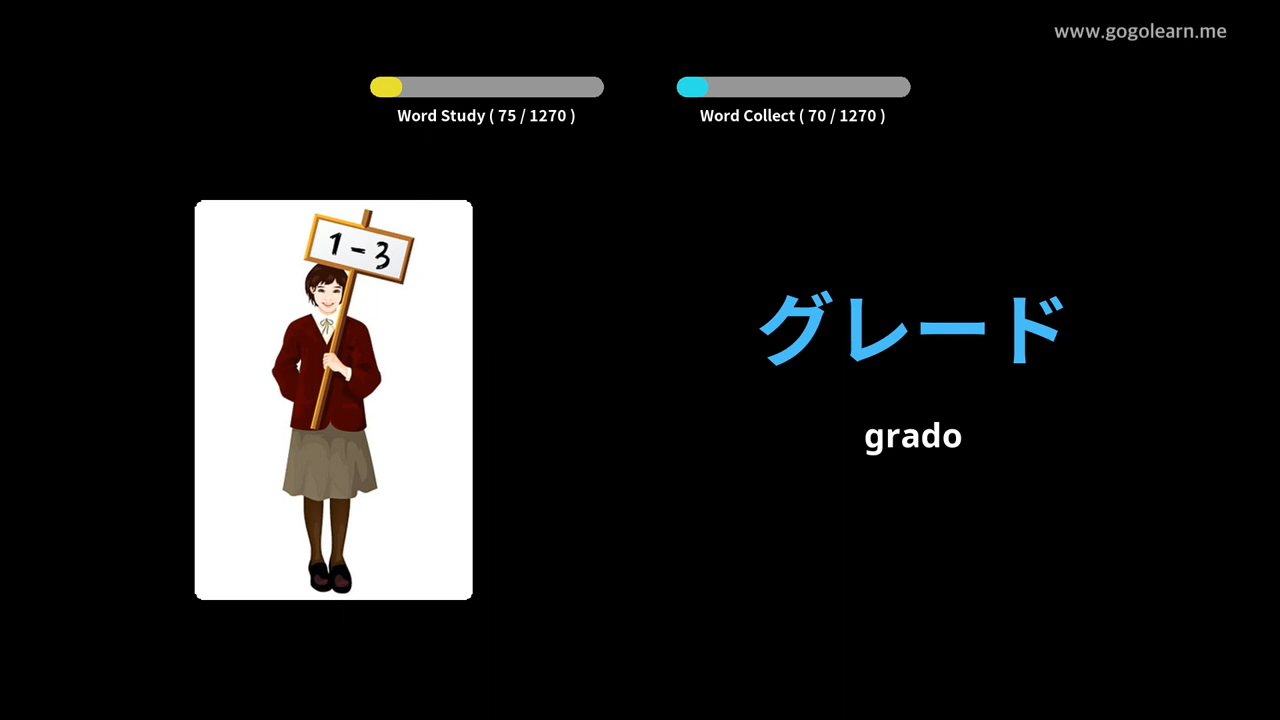 www.gogolearn.me
Word Study ( 75 / 1270 )
Word Collect ( 70 / 1270 )
1 - 3
グレード
grado